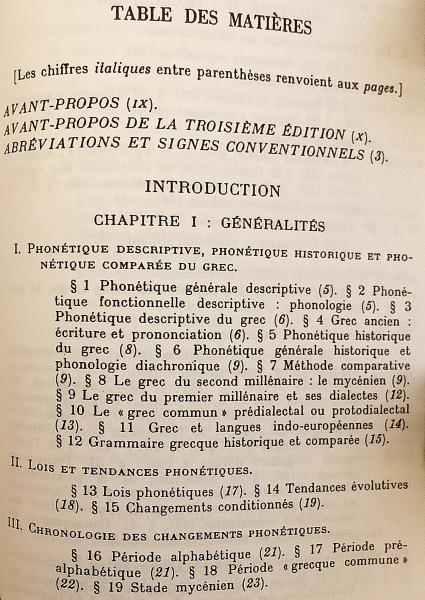 TABLE DES MATIÈRES
[Les chiffres italiques entre parenthèses renvoient aux pages.]
AVANT-PROPOS (IX).
AVANT-PROPOS DE LA TROISIÈME ÉDITION (X).
ABRÉVIATIONS ET SIGNES CONVENTIONNELS (3).
INTRODUCTION
CHAPITRE I : GÉNÉRALITÉS
I. PHONÉTIQUE DESCRIPTIVE, PHONÉTIQUE HISTORIQUE ET PHO-
NÉTIQUE COMPARÉE DU GREC.
§ 1 Phonétique générale descriptive (5). § 2 Phoné-
tique fonctionnelle descriptive : phonologie (5). § 3
Phonétique descriptive du grec (6). § 4 Grec ancien :
écriture et prononciation (6). § 5 Phonétique historique
du grec (8). § 6 Phonétique générale historique et
phonologie diachronique (9). § 7 Méthode comparative
(9). § 8 Le grec du second millénaire : le mycénien (9).
§ 9 Le grec du premier millénaire et ses dialectes (12).
§ 10 Le « grec commun » prédialectal ou protodialectal
(13). § 11 Grec et langues indo-européennes (14).
§ 12 Grammaire grecque historique et comparée (15).
II. LOIS ET TENDANCES PHONÉTIQUES.
§ 13 Lois phonétiques (17). § 14 Tendances évolutives
(18). § 15 Changements conditionnés (19).
III. CHRONOLOGIE DES CHANGEMENTS PHONÉTIQUES.
§ 16 Période alphabétique (21). § 17 Période pré-
alphabétique (21). § 18 Période « grecque commune »
(22). § 19 Stade mycénien (23).